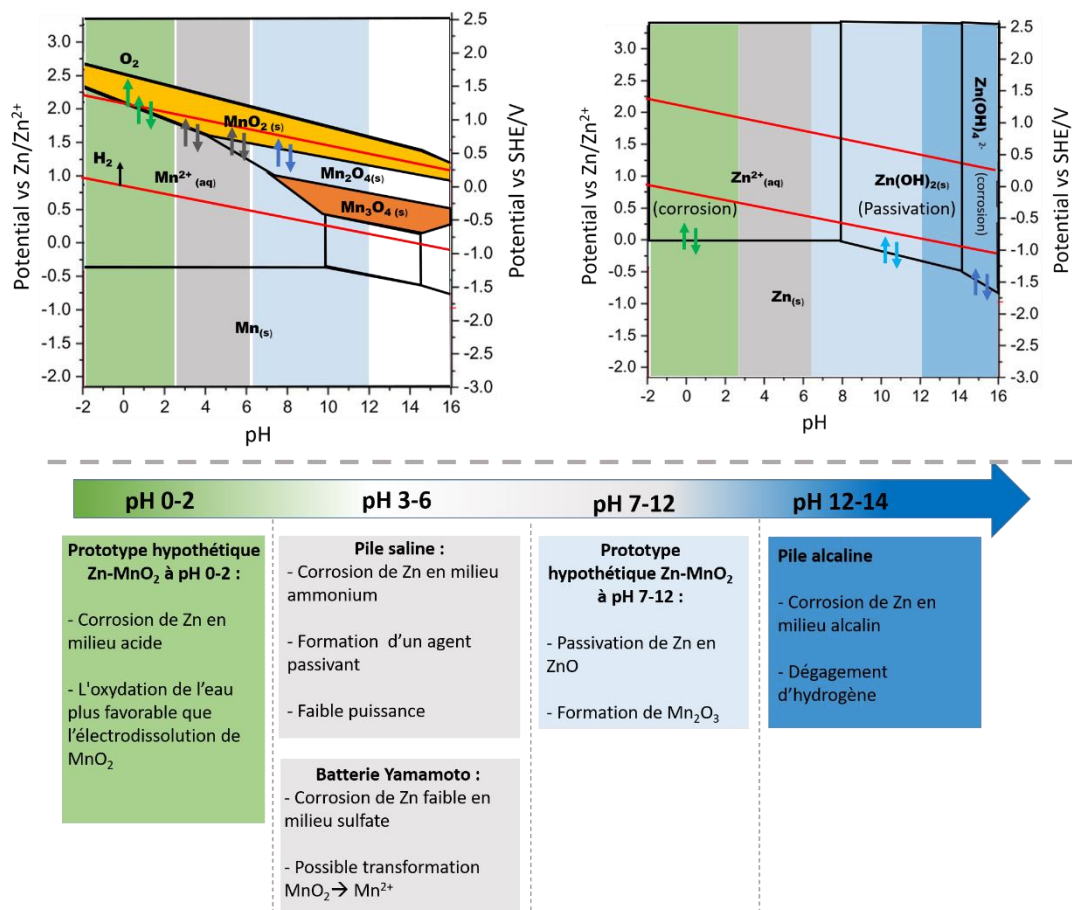 Potential vs Zn/Zn²⁺
3.0
2.5
2.0
1.5
1.0
0.5
0.0
-0.5
-1.0
-1.5
-2.0
O₂
MnO₂ (s)
H₂
Mn²⁺(aq)
Mn₂O₄(s)
Mn₃O₄ (s)
Mn(s)
2.5
2.0
1.5
1.0
0.5
0.0
-0.5
-1.0
-1.5
-2.0
-2.5
-3.0
Potential vs SHE/V
-2 0 2 4 6 8 10 12 14 16
pH
Potential vs Zn/Zn²⁺
3.0
2.5
2.0
1.5
1.0
0.5
0.0
-0.5
-1.0
-1.5
-2.0
Zn²⁺(aq)
(corrosion)
Zn(OH)₂(s)
(Passivation)
Zn(OH)₄ ²⁻
(corrosion)
Zn(s)
2.5
2.0
1.5
1.0
0.5
0.0
-0.5
-1.0
-1.5
-2.0
-2.5
-3.0
Potential vs SHE/V
-2 0 2 4 6 8 10 12 14 16
pH
pH 0-2 pH 3-6 pH 7-12 pH 12-14
Prototype hypothétique
Zn-MnO₂ à pH 0-2 :
- Corrosion de Zn en
milieu acide
- L'oxydation de l’eau
plus favorable que
l’électrodissolution de
MnO₂
Pile saline :
- Corrosion de Zn en milieu
ammonium
- Formation d’un agent
passivant
- Faible puissance
Batterie Yamamoto :
- Corrosion de Zn faible en
milieu sulfate
- Possible transformation
MnO₂→ Mn²⁺
Prototype
hypothétique Zn-MnO₂
à pH 7-12 :
- Passivation de Zn en
ZnO
- Formation de Mn₂O₃
Pile alcaline
- Corrosion de Zn en
milieu alcalin
- Dégagement
d’hydrogène